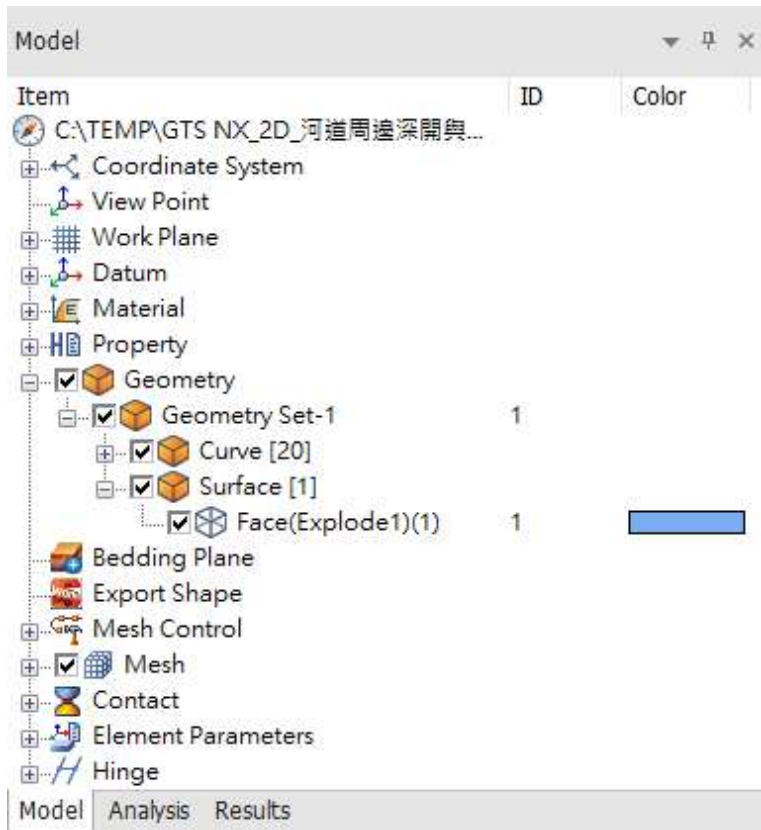 Model
Item ID Color
C:\TEMP\GTS NX_2D_河道周邊深開與...
Coordinate System
View Point
Work Plane
Datum
Material
Property
Geometry
Geometry Set-1 1
Curve [20]
Surface [1]
Face(Explode1)(1) 1
Bedding Plane
Export Shape
Mesh Control
Mesh
Contact
Element Parameters
Hinge
Model Analysis Results